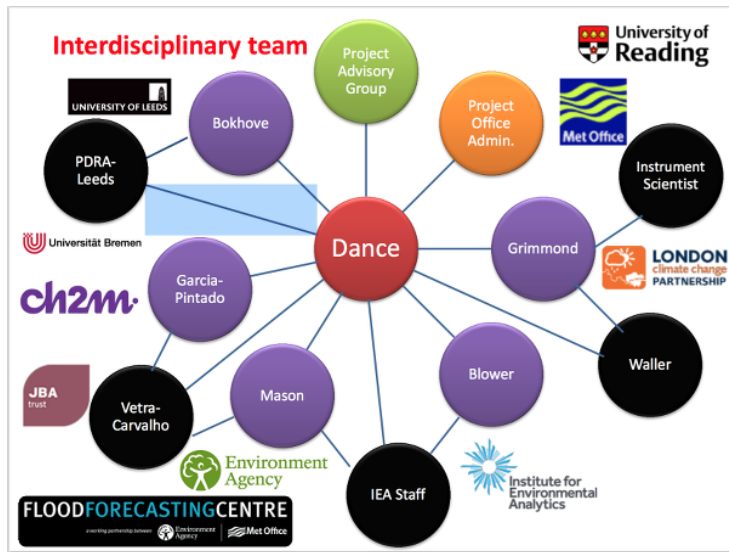 Interdisciplinary team
Project
Advisory
Group
University of
Reading
UNIVERSITY OF LEEDS
Bokhove
Project
Office
Admin.
Met Office
PDRA-
Leeds
Instrument
Scientist
Universität Bremen
Dance
Grimmond
LONDON
climate change
PARTNERSHIP
ch2m.
Garcia-
Pintado
JBA
trust
Vetra-
Carvalho
Mason
Blower
Waller
Environment
Agency
IEA Staff
Institute for
Environmental
Analytics
FLOODFORECASTINGCENTRE
a working partnership between
Environment
Agency
Met Office